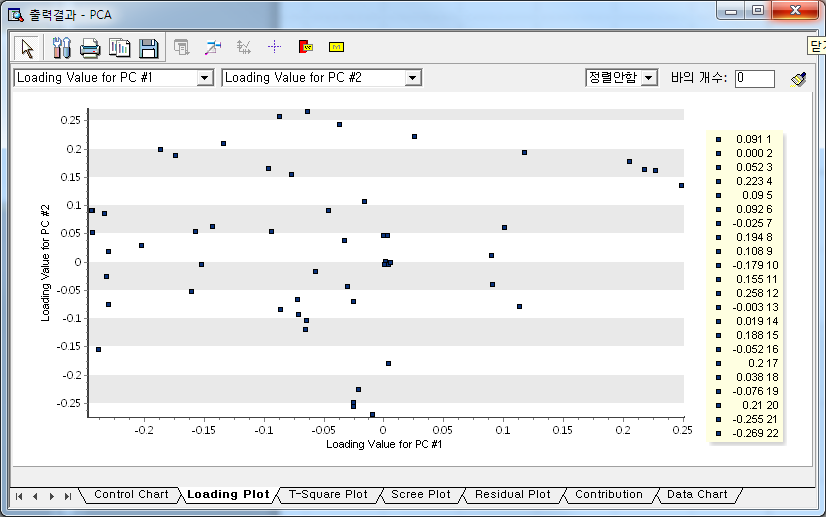 출력결과 - PCA
Loading Value for PC #1
Loading Value for PC #2
정렬안함
바의 개수: 0
0.25
0.2
0.15
0.1
0.05
0
-0.05
-0.1
-0.15
-0.2
-0.25
Loading Value for PC #2
-0.2 -0.15 -0.1 -0.05 0 0.05 0.1 0.15 0.2 0.25
Loading Value for PC #1
0.091 1
0.000 2
0.052 3
0.223 4
0.09 5
0.092 6
-0.025 7
0.194 8
0.108 9
-0.179 10
0.155 11
0.258 12
-0.003 13
0.019 14
0.188 15
-0.052 16
0.2 17
0.038 18
-0.076 19
0.21 20
-0.255 21
-0.269 22
Control Chart
Loading Plot
T-Square Plot
Scree Plot
Residual Plot
Contribution
Data Chart